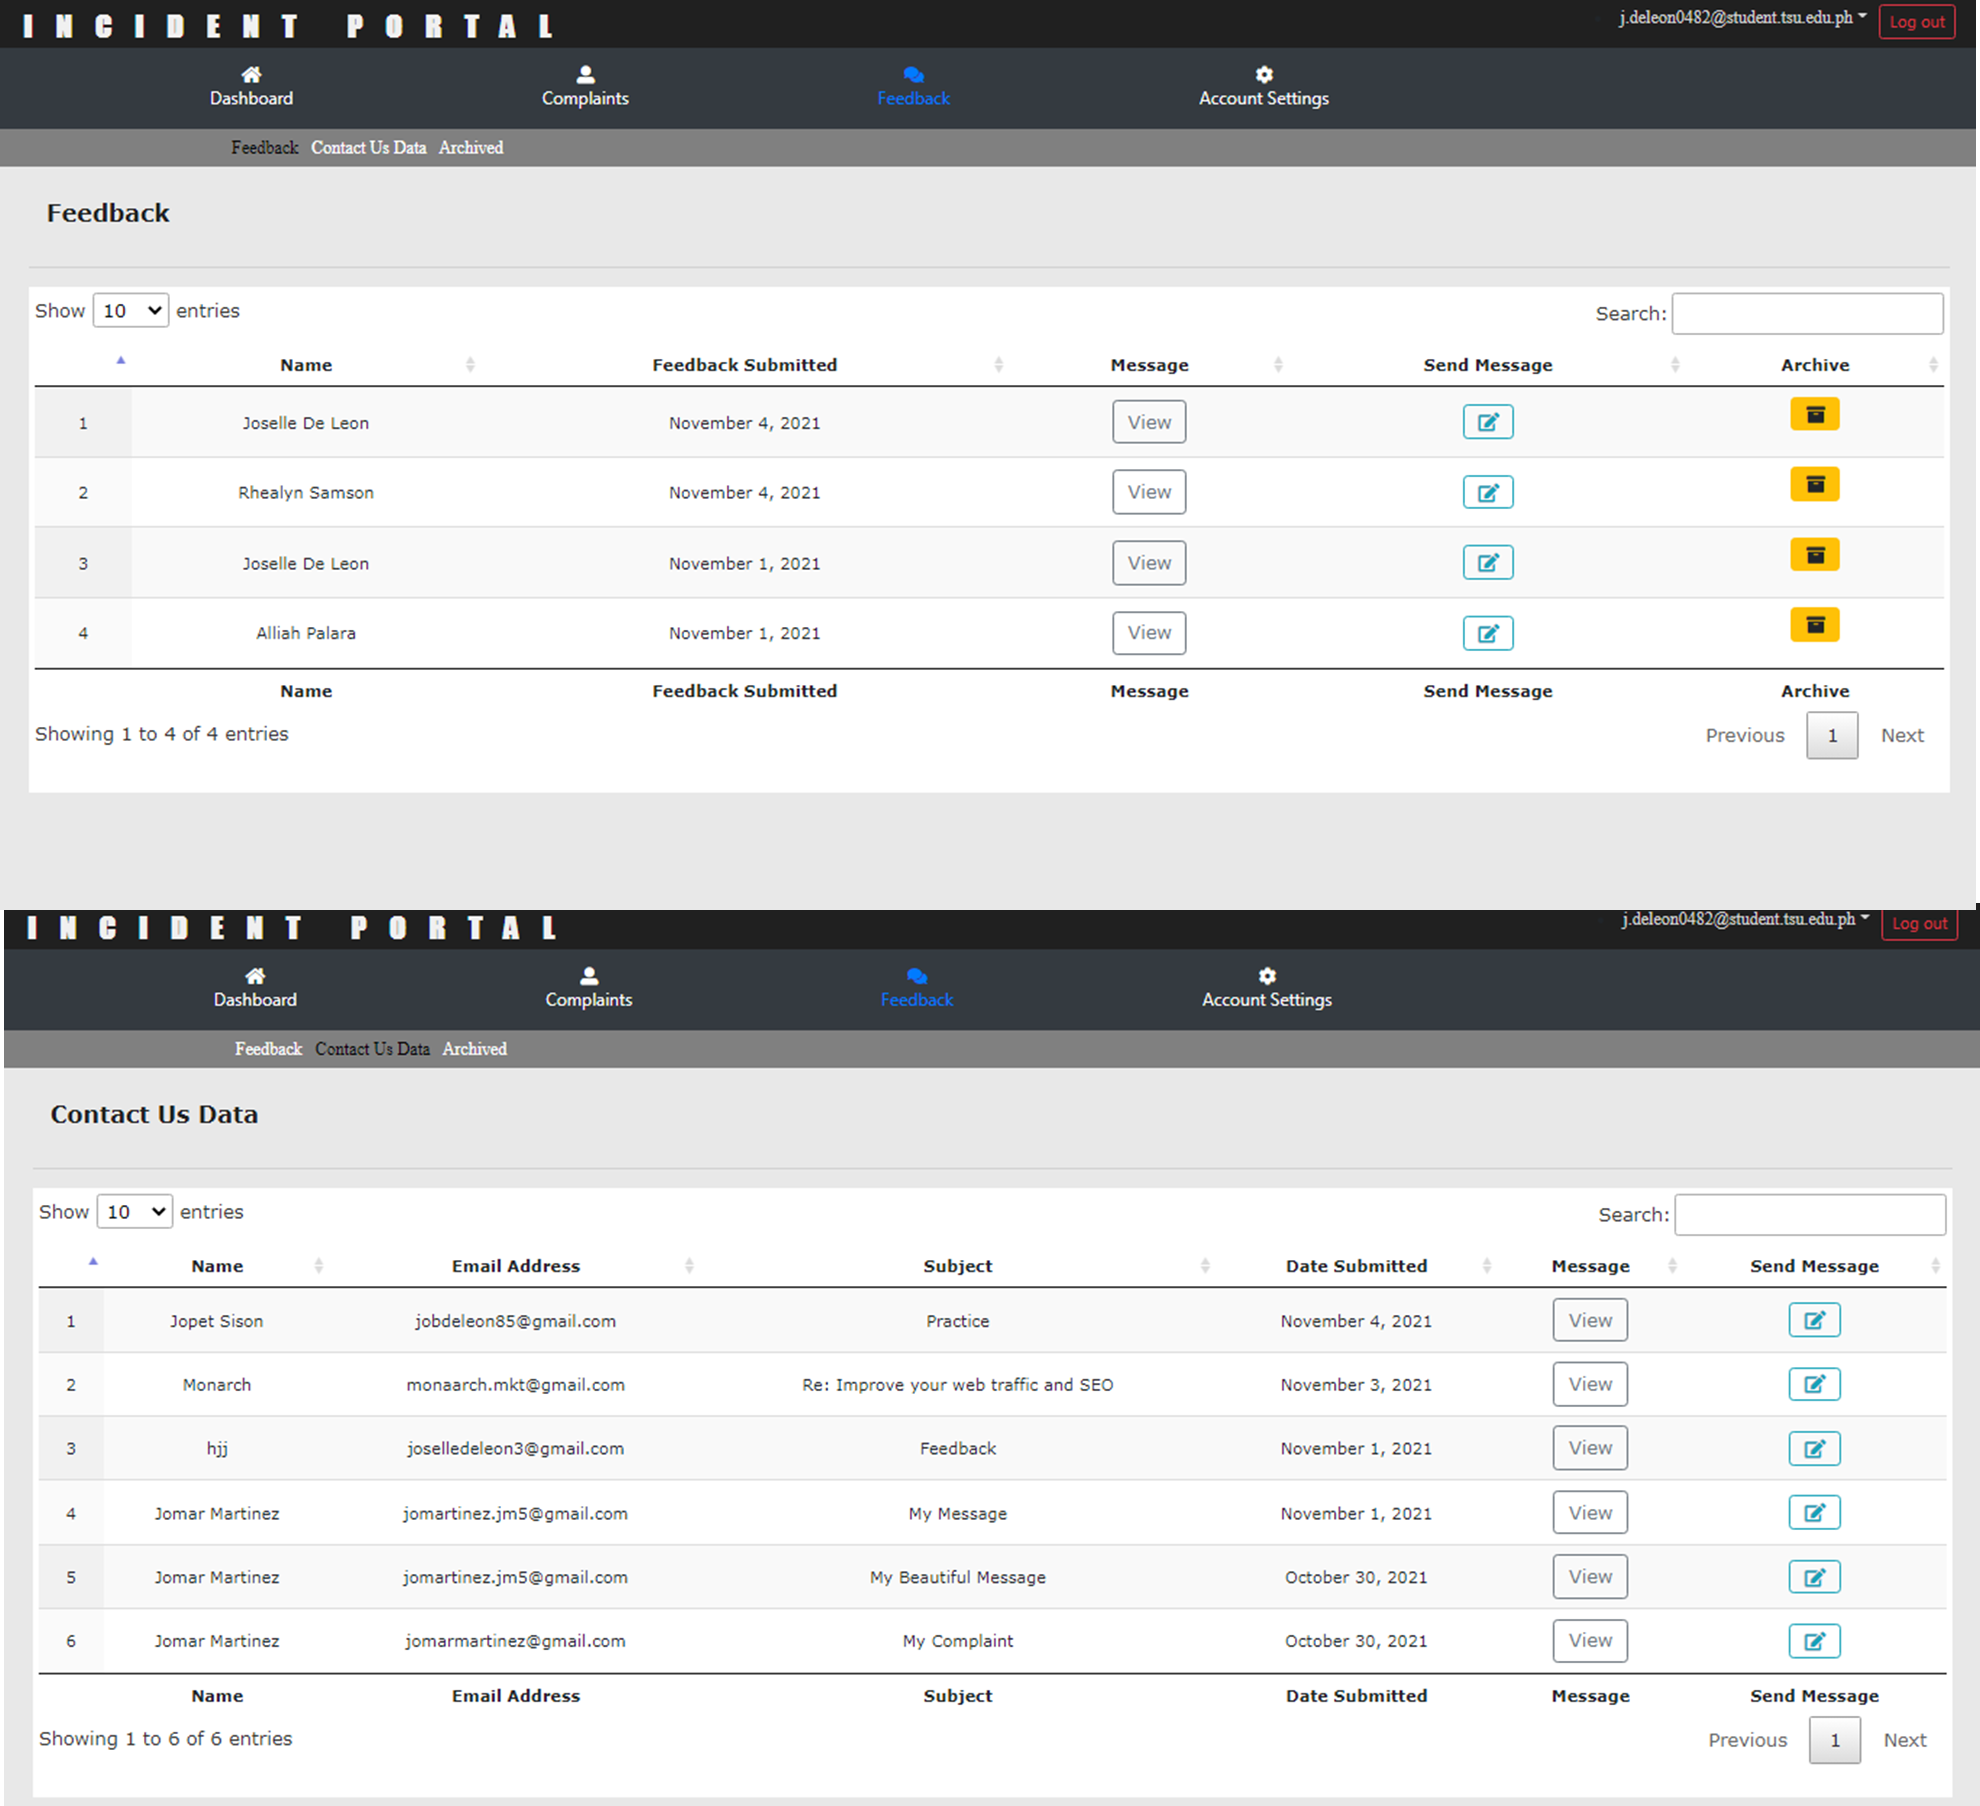 INCIDENT PORTAL
j.deleon0482@student.tsu.edu.ph Log out
Dashboard Complaints Feedback Account Settings
Feedback Contact Us Data Archived
Feedback
Show 10 entries Search:
Name Feedback Submitted Message Send Message Archive
1 Joselle De Leon November 4, 2021 View
2 Rhealyn Samson November 4, 2021 View
3 Joselle De Leon November 1, 2021 View
4 Alliah Palara November 1, 2021 View
Name Feedback Submitted Message Send Message Archive
Showing 1 to 4 of 4 entries Previous 1 Next
INCIDENT PORTAL
j.deleon0482@student.tsu.edu.ph Log out
Dashboard Complaints Feedback Account Settings
Feedback Contact Us Data Archived
Contact Us Data
Show 10 entries Search:
Name Email Address Subject Date Submitted Message Send Message
1 Jopet Sison jobdeleon85@gmail.com Practice November 4, 2021 View
2 Monarch monaarch.mkt@gmail.com Re: Improve your web traffic and SEO November 3, 2021 View
3 hjj joselledeleon3@gmail.com Feedback November 1, 2021 View
4 Jomar Martinez jomartinez.jm5@gmail.com My Message November 1, 2021 View
5 Jomar Martinez jomartinez.jm5@gmail.com My Beautiful Message October 30, 2021 View
6 Jomar Martinez jomarmartinez@gmail.com My Complaint October 30, 2021 View
Name Email Address Subject Date Submitted Message Send Message
Showing 1 to 6 of 6 entries Previous 1 Next